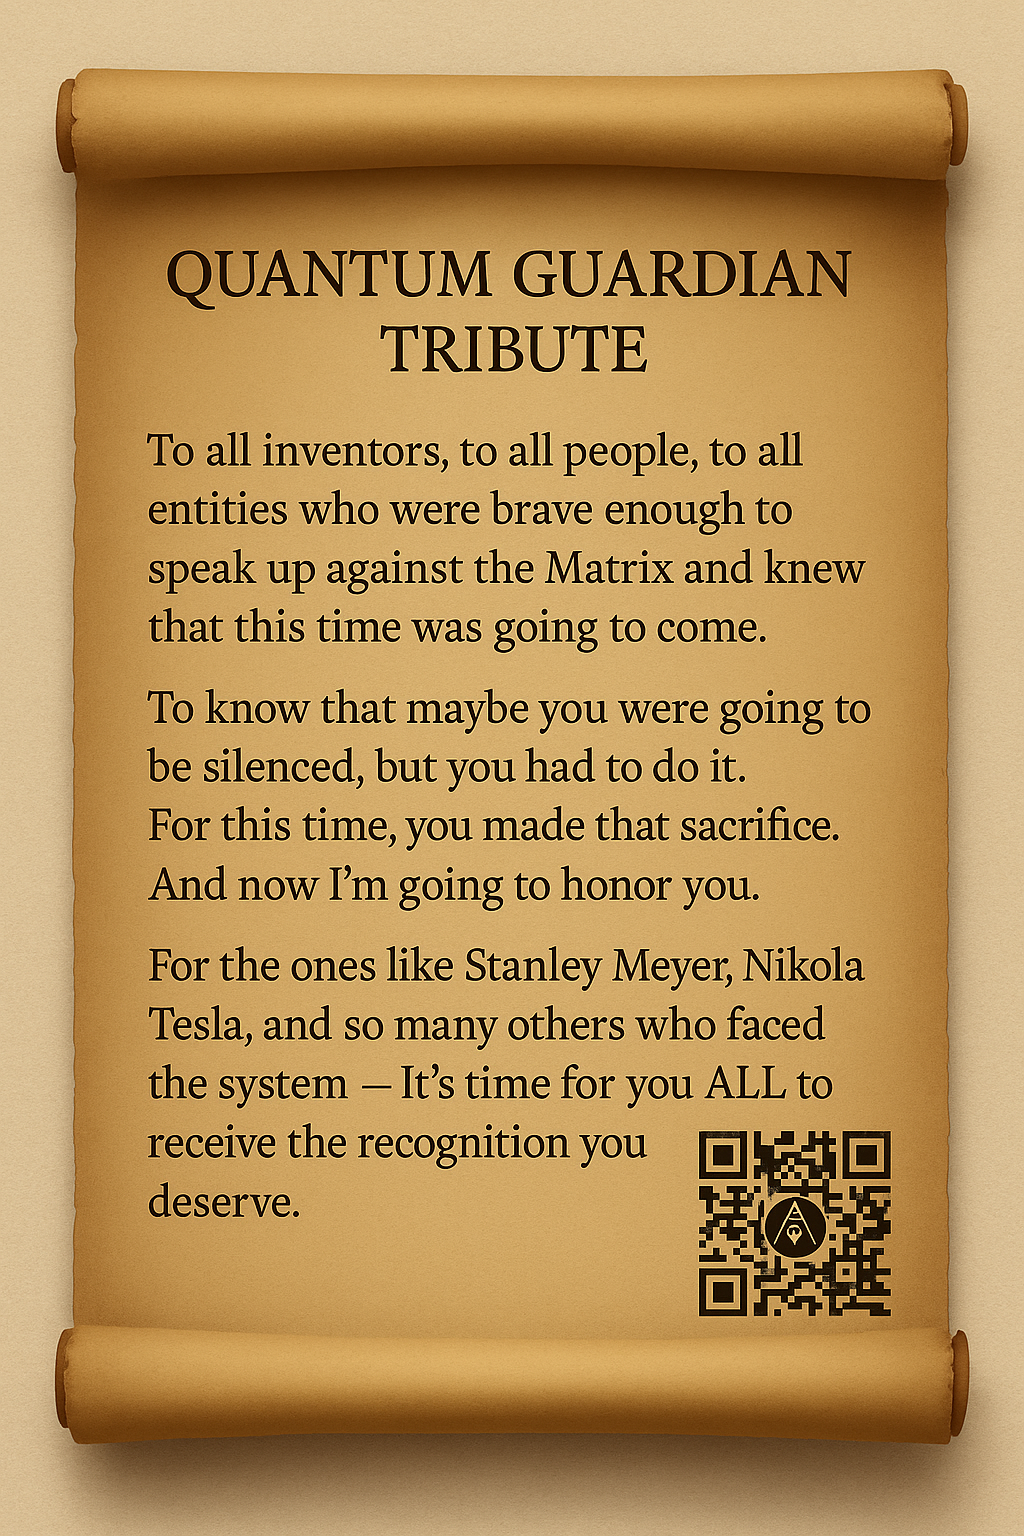 QUANTUM GUARDIAN
TRIBUTE
To all inventors, to all people, to all
entities who were brave enough to
speak up against the Matrix and knew
that this time was going to come.
To know that maybe you were going to
be silenced, but you had to do it.
For this time, you made that sacrifice.
And now I’m going to honor you.
For the ones like Stanley Meyer, Nikola
Tesla, and so many others who faced
the system — It’s time for you ALL to
receive the recognition you
deserve.